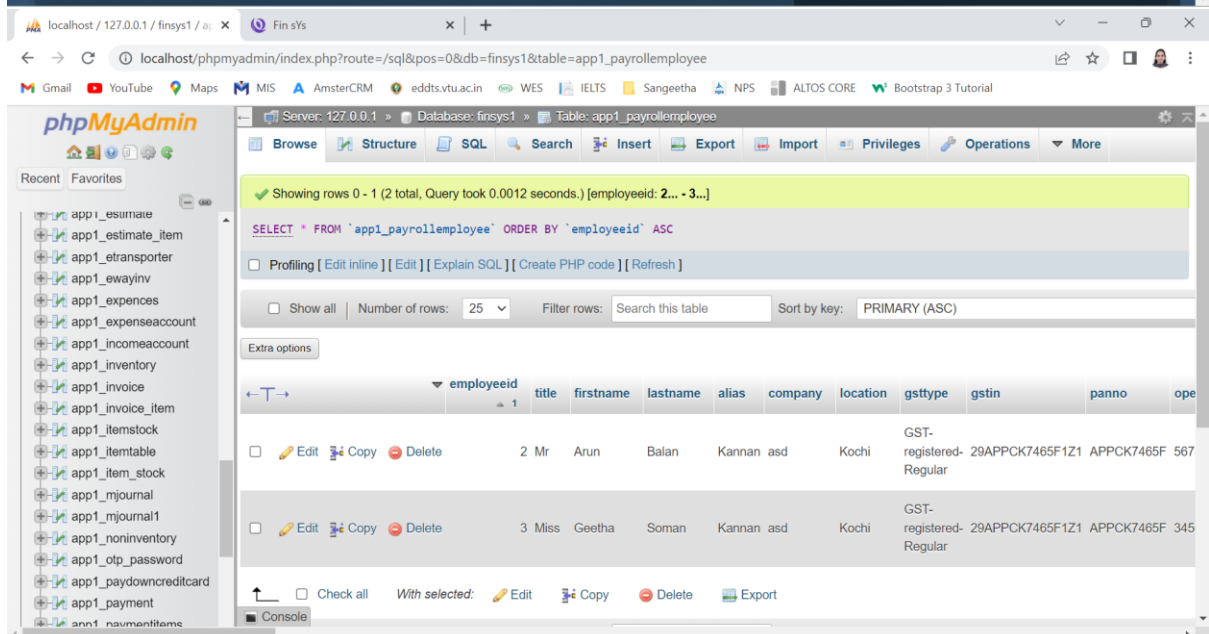 localhost / 127.0.0.1 / finsys1 / ap
Fin sYs
localhost/phpmyadmin/index.php?route=/sql&pos=0&db=finsys1&table=app1_payrollemployee
Gmail YouTube Maps MIS AmsterCRM eddts.vtu.ac.in WES IELTS Sangeetha NPS ALTOS CORE Bootstrap 3 Tutorial
phpMyAdmin
Recent Favorites
app1_estimate
app1_estimate_item
app1_etransporter
app1_ewayinv
app1_expences
app1_expenseaccount
app1_incomeaccount
app1_inventory
app1_invoice
app1_invoice_item
app1_itemstock
app1_itemtable
app1_item_stock
app1_mjournal
app1_mjournal1
app1_noninventory
app1_otp_password
app1_paydowncreditcard
app1_payment
app1_paymentitems
Server: 127.0.0.1 » Database: finsys1 » Table: app1_payrollemployee
Browse Structure SQL Search Insert Export Import Privileges Operations More
Showing rows 0 - 1 (2 total, Query took 0.0012 seconds.) [employeeid: 2... - 3...]
SELECT * FROM `app1_payrollemployee` ORDER BY `employeeid` ASC
Profiling [ Edit inline ] [ Edit ] [ Explain SQL ] [ Create PHP code ] [ Refresh ]
Show all | Number of rows: 25 Filter rows: Search this table Sort by key: PRIMARY (ASC)
Extra options
←T→ employeeid 1 title firstname lastname alias company location gsttype gstin panno ope
Edit Copy Delete 2 Mr Arun Balan Kannan asd Kochi GST-registered-Regular 29APPCK7465F1Z1 APPCK7465F 567
Edit Copy Delete 3 Miss Geetha Soman Kannan asd Kochi GST-registered-Regular 29APPCK7465F1Z1 APPCK7465F 345
Check all With selected: Edit Copy Delete Export
Console